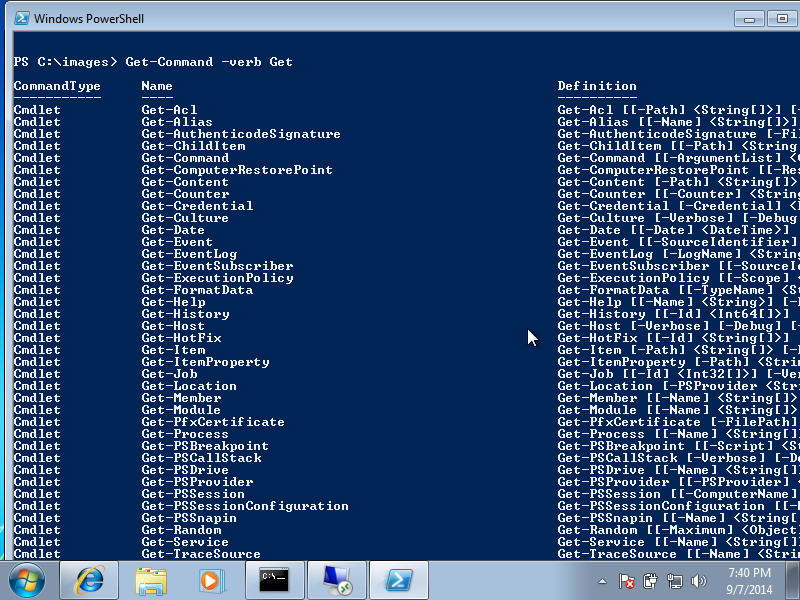 Windows PowerShell
PS C:\images> Get-Command -verb Get
CommandType Name Definition
----------- ---- ----------
Cmdlet Get-Acl Get-Acl [[-Path] <String[]>] [-
Cmdlet Get-Alias Get-Alias [[-Name] <String[]>]
Cmdlet Get-AuthenticodeSignature Get-AuthenticodeSignature [-Fi
Cmdlet Get-ChildItem Get-ChildItem [[-Path] <String
Cmdlet Get-Command Get-Command [[-ArgumentList] <
Cmdlet Get-ComputerRestorePoint Get-ComputerRestorePoint [[-Re
Cmdlet Get-Content Get-Content [-Path] <String[]>
Cmdlet Get-Counter Get-Counter [[-Counter] <String
Cmdlet Get-Credential Get-Credential [-Credential] <
Cmdlet Get-Culture Get-Culture [-Verbose] [-Debug
Cmdlet Get-Date Get-Date [[-Date] <DateTime>]
Cmdlet Get-Event Get-Event [[-SourceIdentifier]
Cmdlet Get-EventLog Get-EventLog [-LogName] <String
Cmdlet Get-EventSubscriber Get-EventSubscriber [[-SourceId
Cmdlet Get-ExecutionPolicy Get-ExecutionPolicy [[-Scope] <
Cmdlet Get-FormatData Get-FormatData [[-TypeName] <St
Cmdlet Get-Help Get-Help [[-Name] <String>] [-
Cmdlet Get-History Get-History [[-Id] <Int64[]>]
Cmdlet Get-Host Get-Host [-Verbose] [-Debug] [-
Cmdlet Get-HotFix Get-HotFix [[-Id] <String[]>]
Cmdlet Get-Item Get-Item [-Path] <String[]> [-
Cmdlet Get-ItemProperty Get-ItemProperty [-Path] <Strin
Cmdlet Get-Job Get-Job [[-Id] <Int32[]>] [-Ve
Cmdlet Get-Location Get-Location [-PSProvider <Str
Cmdlet Get-Member Get-Member [[-Name] <String[]>
Cmdlet Get-Module Get-Module [[-Name] <String[]>
Cmdlet Get-PfxCertificate Get-PfxCertificate [-FilePath]
Cmdlet Get-Process Get-Process [[-Name] <String[]
Cmdlet Get-PSBreakpoint Get-PSBreakpoint [[-Script] <S
Cmdlet Get-PSCallStack Get-PSCallStack [-Verbose] [-D
Cmdlet Get-PSDrive Get-PSDrive [[-Name] <String[]
Cmdlet Get-PSProvider Get-PSProvider [[-PSProvider]
Cmdlet Get-PSSession Get-PSSession [[-ComputerName]
Cmdlet Get-PSSessionConfiguration Get-PSSessionConfiguration [[-
Cmdlet Get-PSSnapin Get-PSSnapin [[-Name] <String[
Cmdlet Get-Random Get-Random [[-Maximum] <Object
Cmdlet Get-Service Get-Service [[-Name] <String[]
Cmdlet Get-TraceSource Get-TraceSource [[-Name] <Stri
C:\_
7:40 PM
9/7/2014